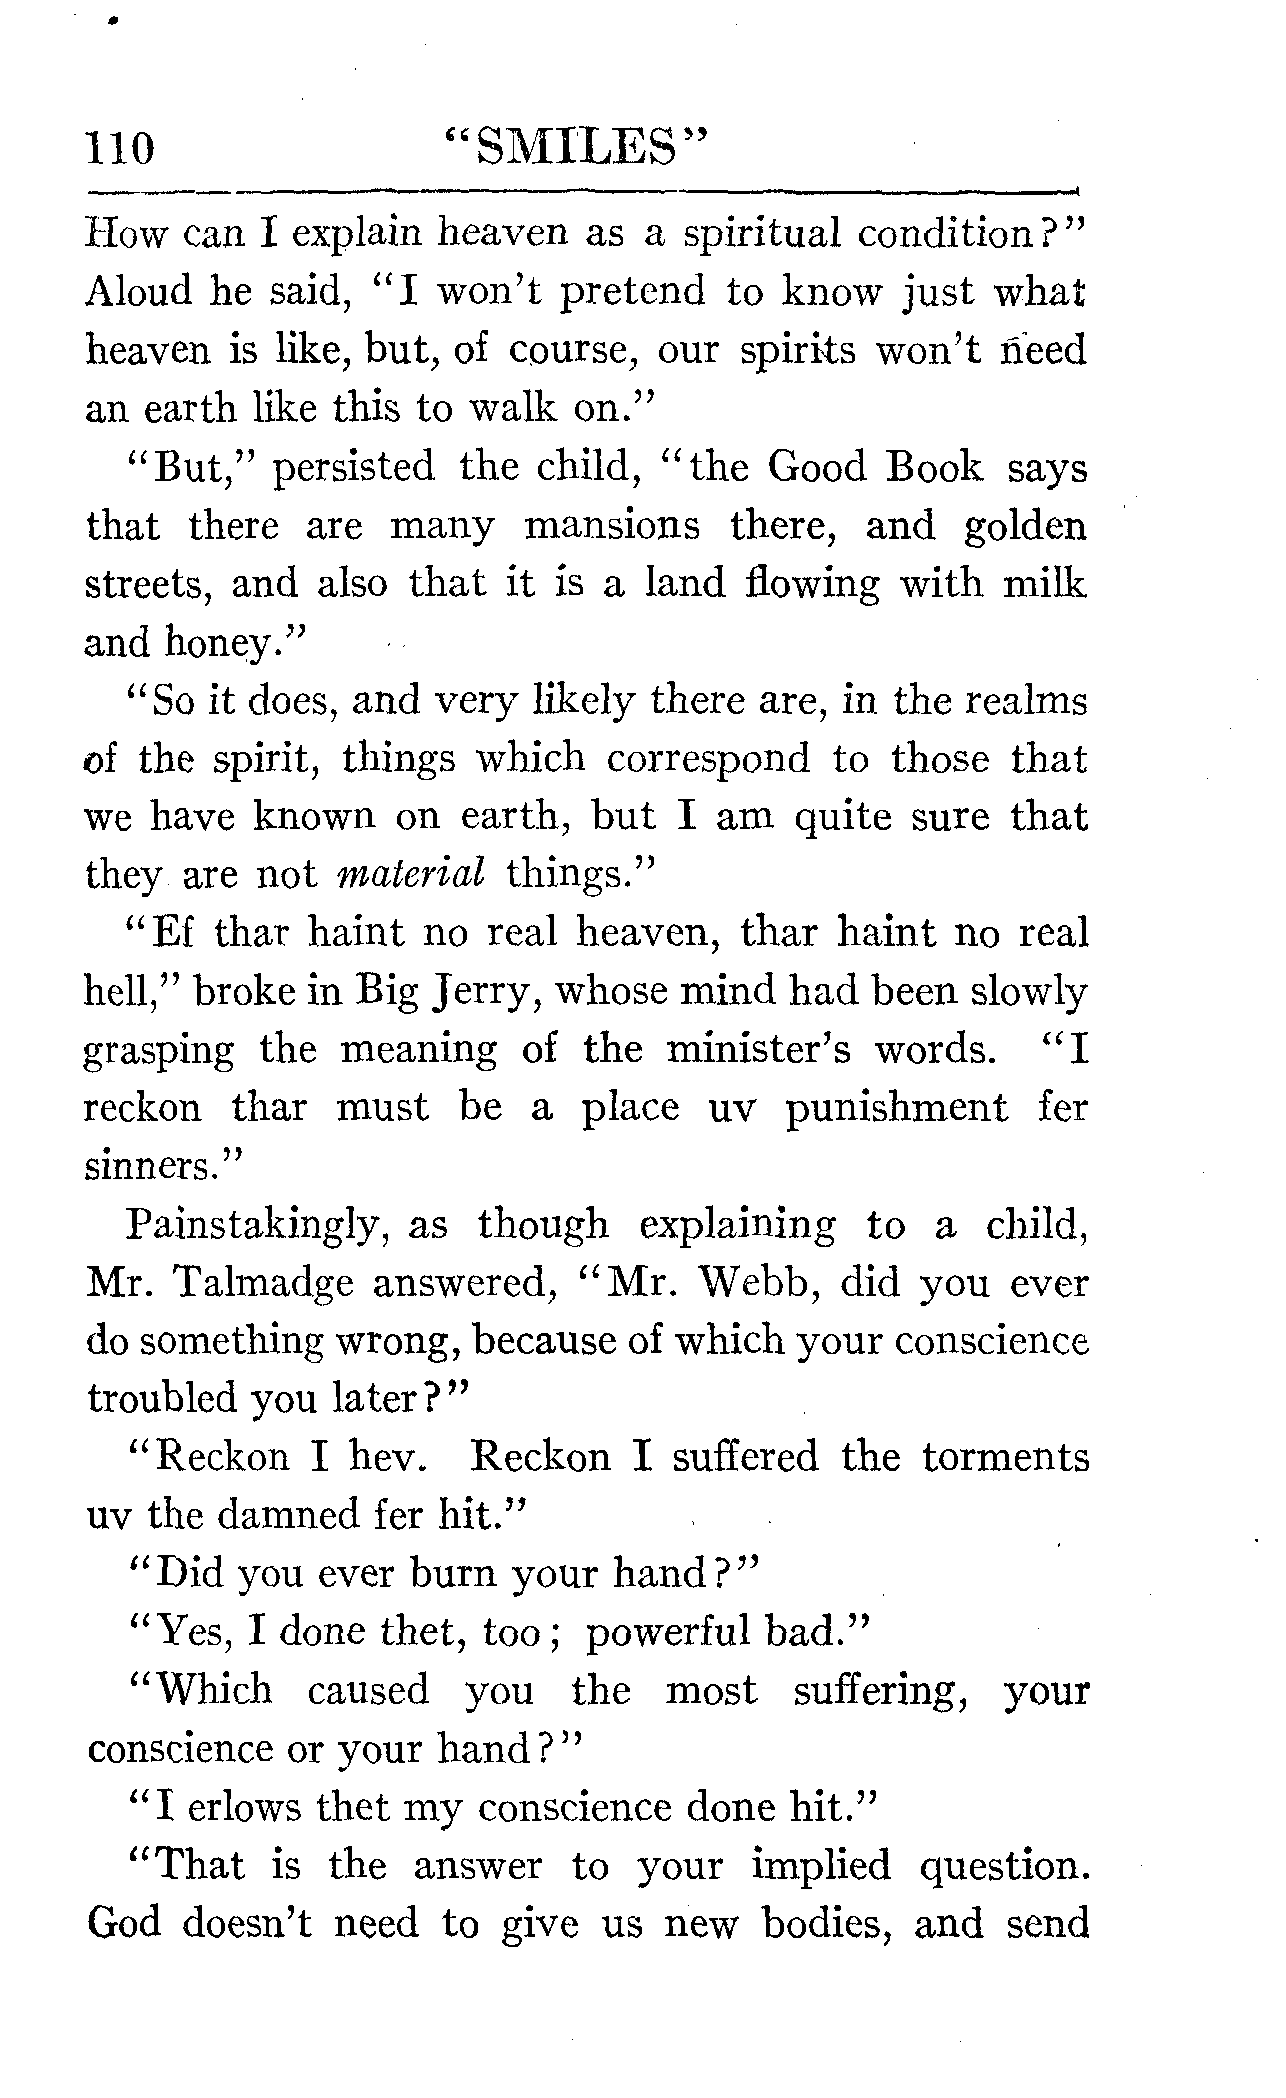 110 "SMILES"
How can I explain heaven as a spiritual condition?"
Aloud he said, "I won't pretend to know just what
heaven is like, but, of course, our spirits won't need
an earth like this to walk on."
"But," persisted the child, "the Good Book says
that there are many mansions there, and golden
streets, and also that it is a land flowing with milk
and honey."
"So it does, and very likely there are, in the realms
of the spirit, things which correspond to those that
we have known on earth, but I am quite sure that
they are not material things."
"Ef thar haint no real heaven, thar haint no real
hell," broke in Big Jerry, whose mind had been slowly
grasping the meaning of the minister's words. "I
reckon thar must be a place uv punishment fer
sinners."
Painstakingly, as though explaining to a child,
Mr. Talmadge answered, "Mr. Webb, did you ever
do something wrong, because of which your conscience
troubled you later?"
"Reckon I hev. Reckon I suffered the torments
uv the damned fer hit."
"Did you ever burn your hand?"
"Yes, I done thet, too; powerful bad."
"Which caused you the most suffering, your
conscience or your hand?"
"I erlows thet my conscience done hit."
"That is the answer to your implied question.
God doesn't need to give us new bodies, and send